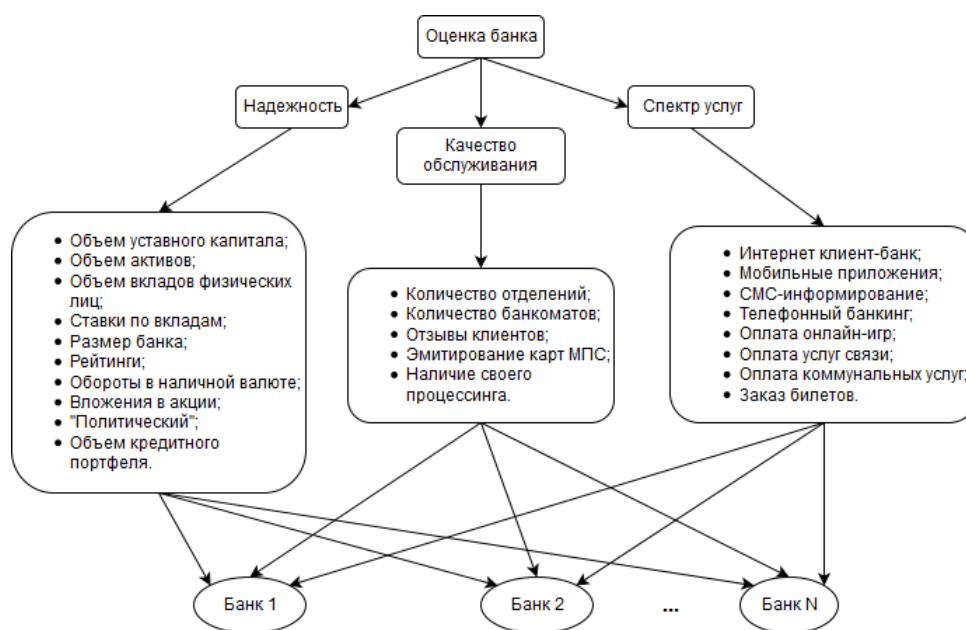 Оценка банка
Надежность
Спектр услуг
Качество
обслуживания
Объем уставного капитала;
Объем активов;
Объем вкладов физических
лиц;
Ставки по вкладам;
Размер банка;
Рейтинги;
Обороты в наличной валюте;
Вложения в акции;
"Политический";
Объем кредитного
портфеля.
Количество отделений;
Количество банкоматов;
Отзывы клиентов;
Эмитирование карт МПС;
Наличие своего
процессинга.
Интернет клиент-банк;
Мобильные приложения;
СМС-информирование;
Телефонный банкинг;
Оплата онлайн-игр;
Оплата услуг связи;
Оплата коммунальных услуг;
Заказ билетов.
Банк 1
Банк 2
...
Банк N